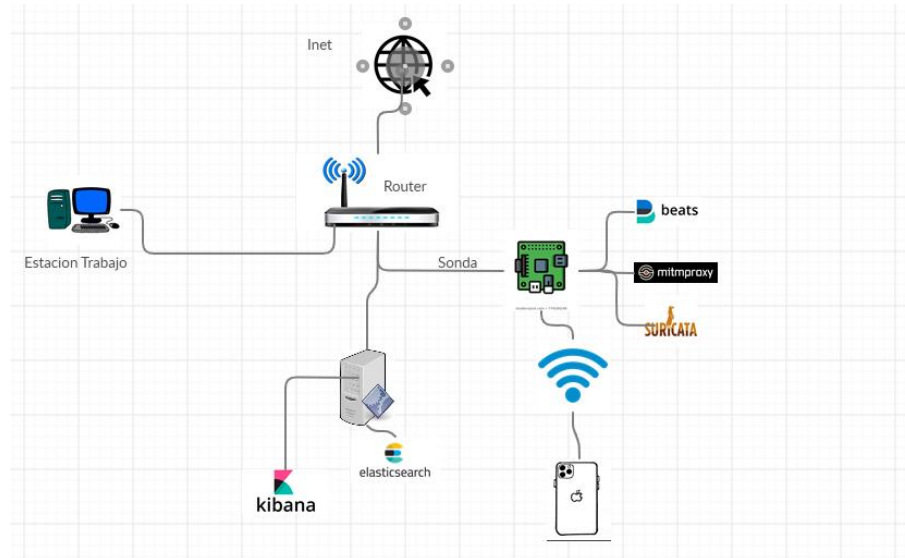 Inet
Router
beats
Estacion Trabajo
Sonda
mitmproxy
SURICATA
elasticsearch
kibana